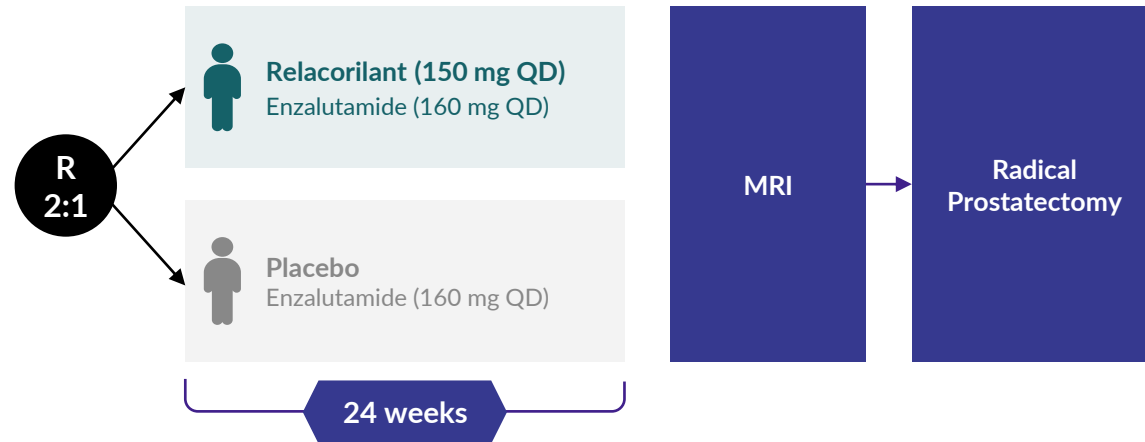 R
2:1
Relacorilant (150 mg QD)
Enzalutamide (160 mg QD)
Placebo
Enzalutamide (160 mg QD)
24 weeks
MRI
Radical
Prostatectomy